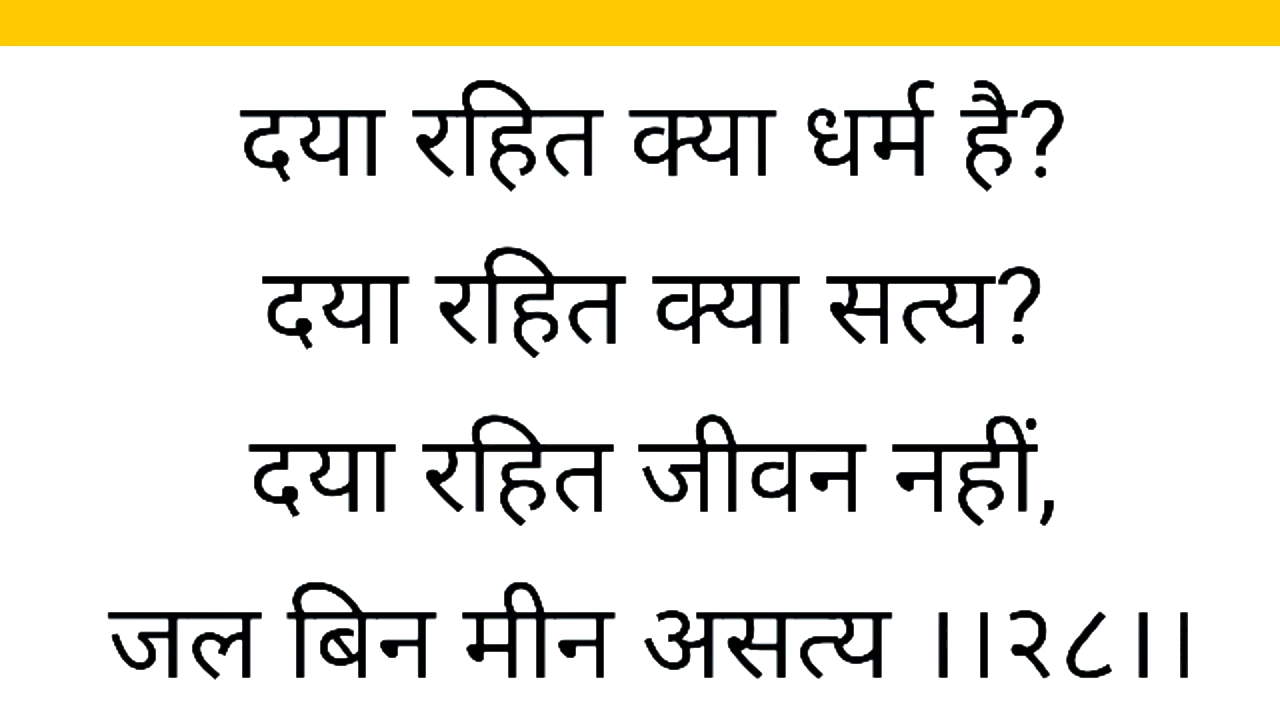 दया रहित क्या धर्म है?
दया रहित क्या सत्य?
दया रहित जीवन नहीं,
जल बिन मीन असत्य ।।२८।।